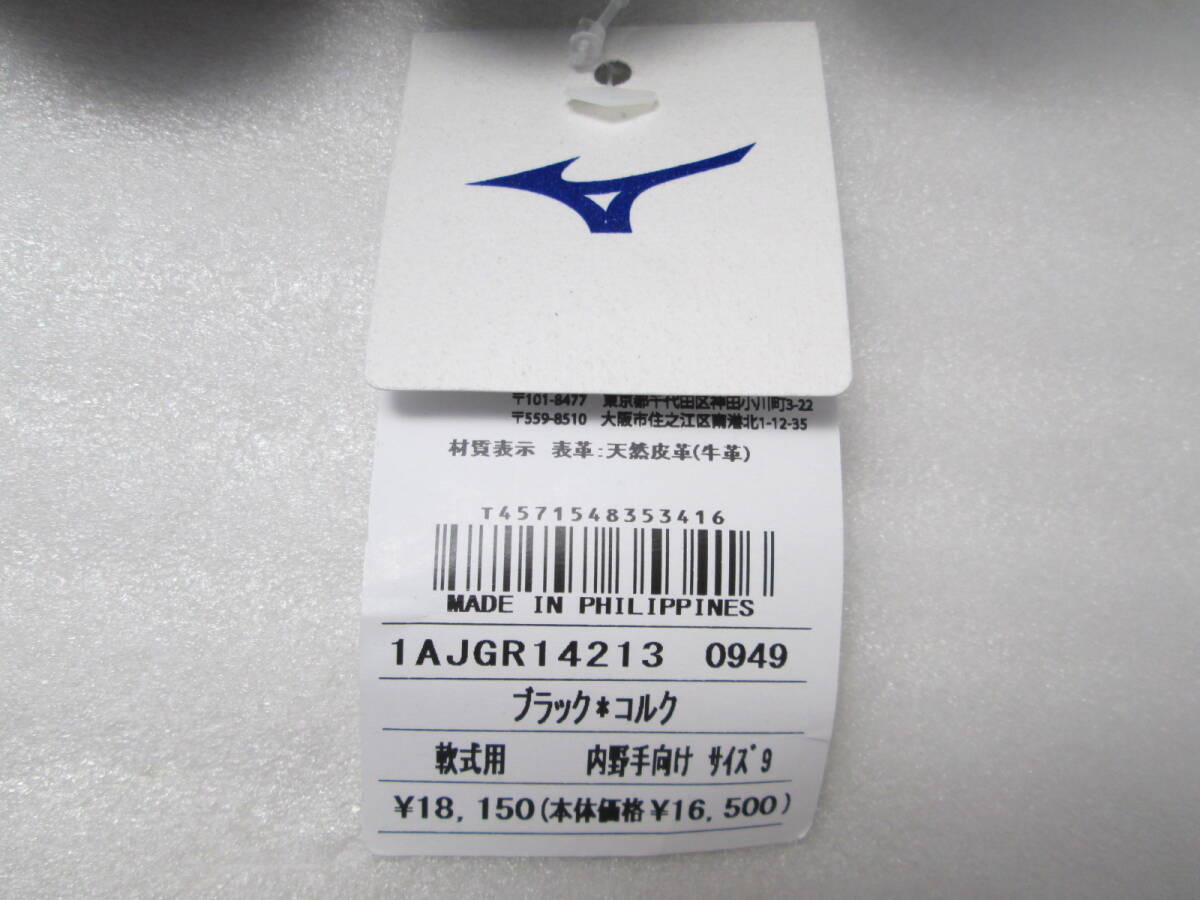 〒101-8477 東京都千代田区神田小川町3-22
〒559-8510 大阪市住之江区南港北1-12-35
材質表示 表革:天然皮革(牛革)
T4571548353416
MADE IN PHILIPPINES
1AJGR14213 0949
ブラック*コルク
軟式用 内野手向け サイズ9
¥18,150(本体価格¥16,500)